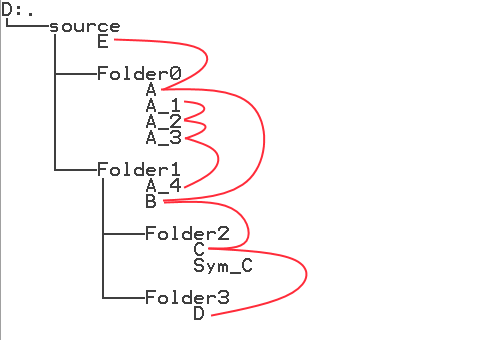 D:.
source
E
Folder0
A
A_1
A_2
A_3
Folder1
A_4
B
Folder2
C
Sym_C
Folder3
D